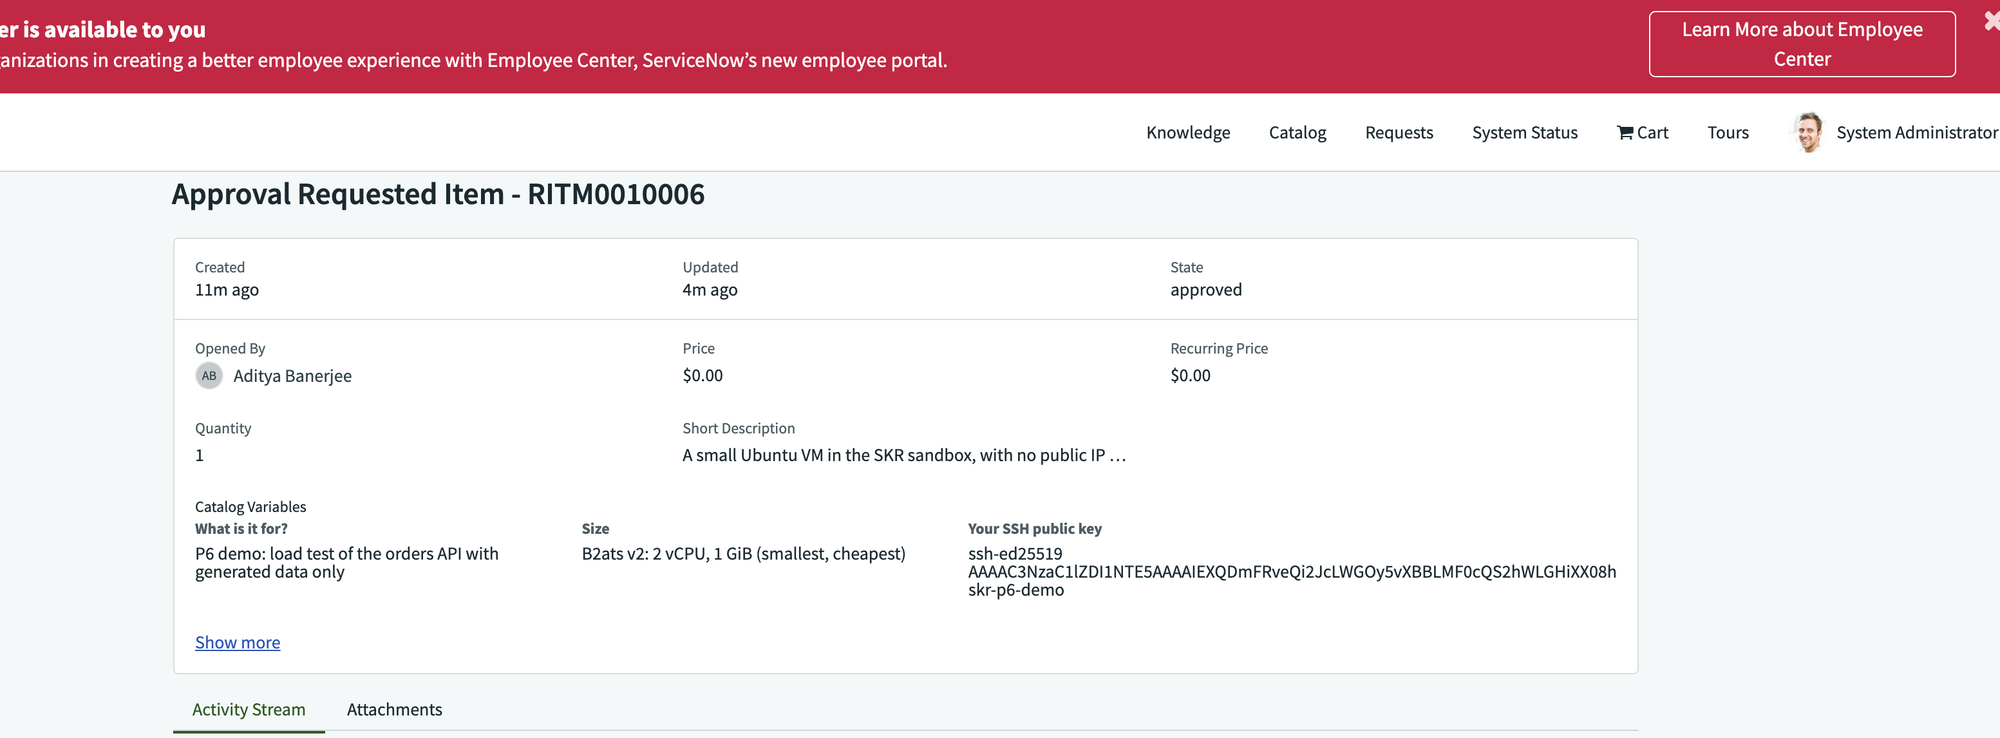 er is available to you
anizations in creating a better employee experience with Employee Center, ServiceNow's new employee portal.
Learn More about Employee
Center
Knowledge
Catalog
Requests
System Status
Cart
Tours
System Administrator
Approval Requested Item - RITM0010006
Created
11m ago
Updated
4m ago
State
approved
Opened By
AB
Aditya Banerjee
Price
$0.00
Recurring Price
$0.00
Quantity
1
Short Description
A small Ubuntu VM in the SKR sandbox, with no public IP …
Catalog Variables
What is it for?
P6 demo: load test of the orders API with
generated data only
Size
B2ats v2: 2 vCPU, 1 GiB (smallest, cheapest)
Your SSH public key
ssh-ed25519
AAAAC3NzaC1lZDI1NTE5AAAAIEXQDmFRveQi2JcLWGOy5vXBBLMF0cQS2hWLGHiXX08h
skr-p6-demo
Show more
Activity Stream
Attachments